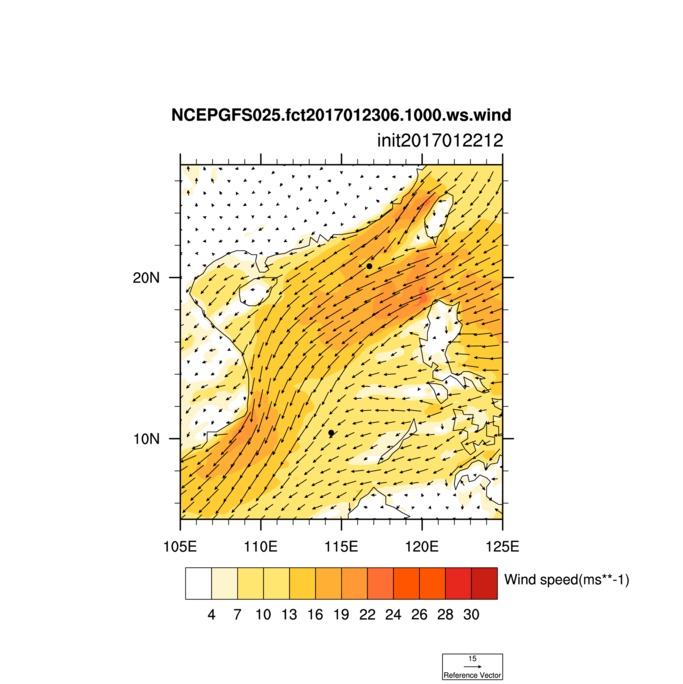 NCEPGFS025.fct2017012306.1000.ws.wind
init2017012212
20N
10N
105E 110E 115E 120E 125E
Wind speed(ms**-1)
4 7 10 13 16 19 22 24 26 28 30
15
Reference Vector